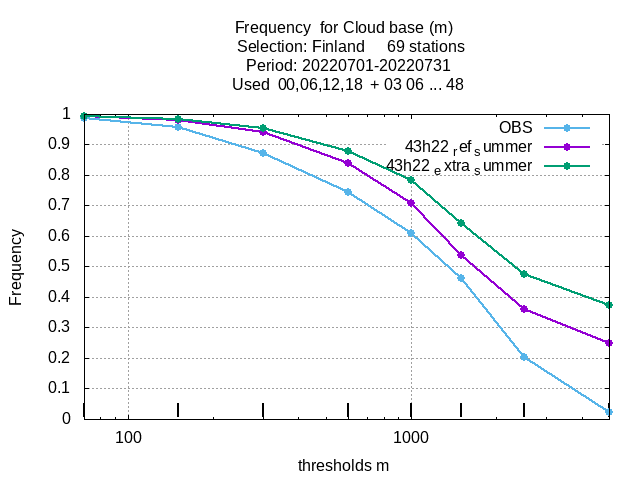 Frequency  for Cloud base (m)
Selection: Finland     69 stations
Period: 20220701-20220731
Used  00,06,12,18  + 03 06 ... 48
OBS
43h22 ref summer
43h22 extra summer
1
0.9
0.8
0.7
0.6
0.5
0.4
0.3
0.2
0.1
0
Frequency
100
1000
thresholds m